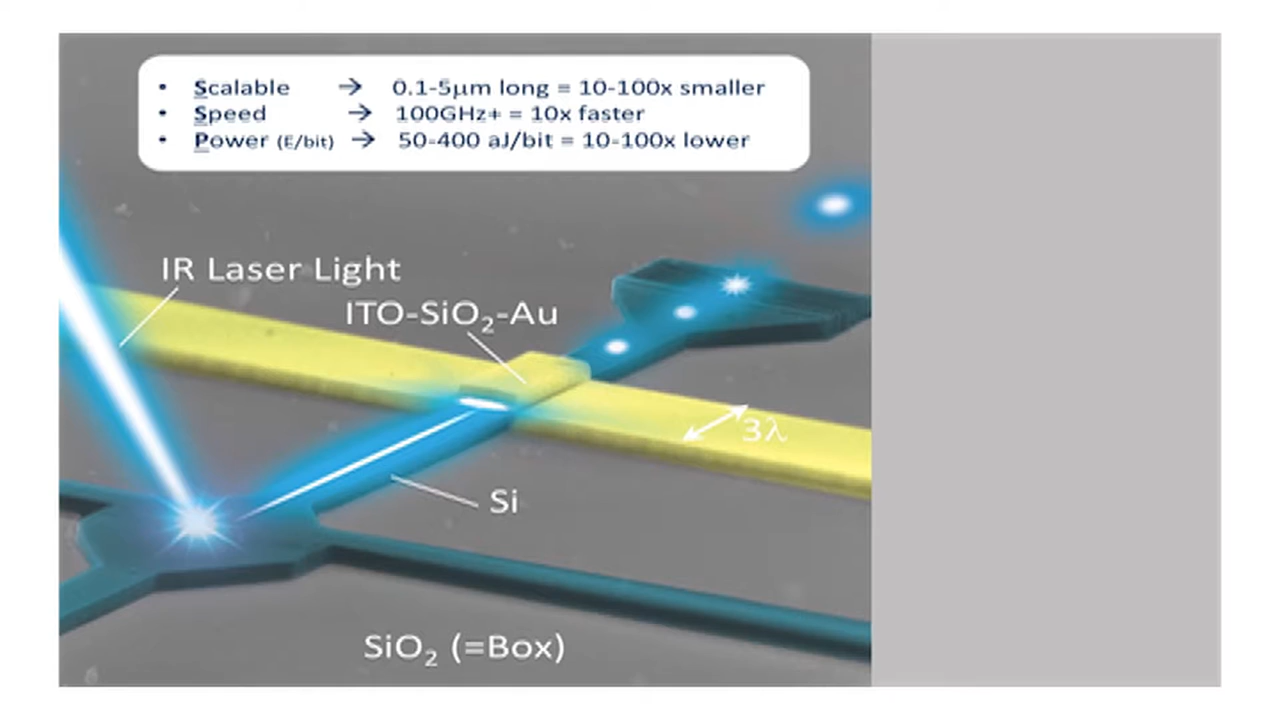 • Scalable → 0.1-5μm long = 10-100x smaller
• Speed → 100GHz+ = 10x faster
• Power (E/bit) → 50-400 aJ/bit = 10-100x lower
IR Laser Light
ITO-SiO₂-Au
3λ
Si
SiO₂ (=Box)